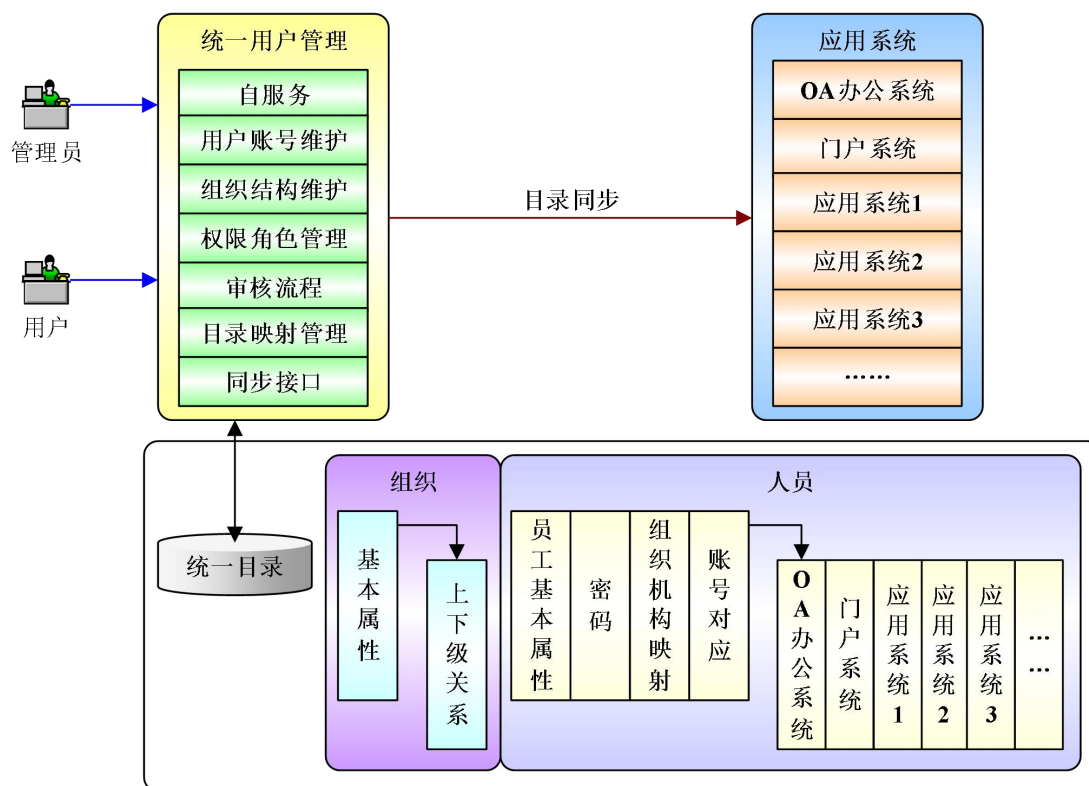 统一用户管理
自服务
用户账号维护
组织结构维护
权限角色管理
审核流程
目录映射管理
同步接口
管理员
用户
目录同步
应用系统
OA办公系统
门户系统
应用系统1
应用系统2
应用系统3
……
统一目录
组织
基本属性
上下级关系
人员
员工基本属性
密码
组织机构映射
账号对应
OA办公系统
门户系统
应用系统1
应用系统2
应用系统3
……